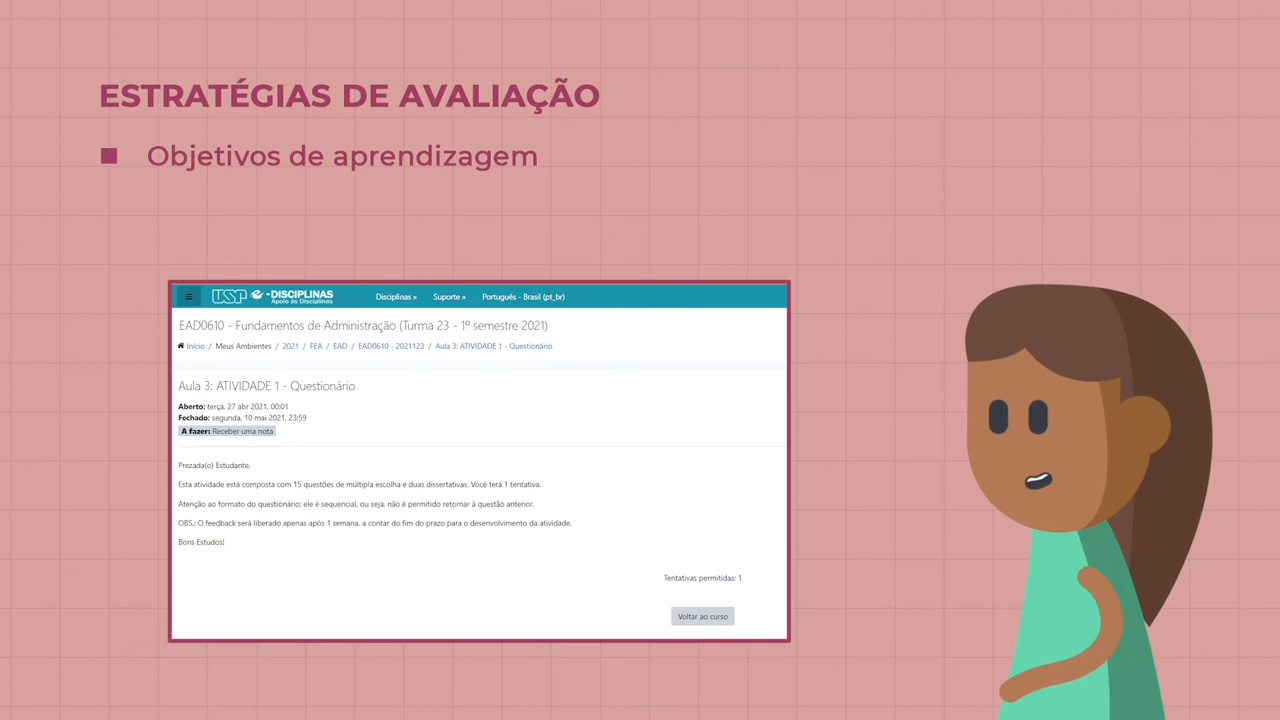 ESTRATÉGIAS DE AVALIAÇÃO
■ Objetivos de aprendizagem
USP e-DISCIPLINAS
Apoio às Disciplinas
Disciplinas » Suporte » Português - Brasil (pt_br)
EAD0610 - Fundamentos de Administração (Turma 23 - 1º semestre 2021)
Início / Meus Ambientes / 2021 / FEA / EAD / EAD0610 - 2021123 / Aula 3: ATIVIDADE 1 - Questionário
Aula 3: ATIVIDADE 1 - Questionário
Aberto: terça, 27 abr 2021, 00:01
Fechado: segunda, 10 mai 2021, 23:59
A fazer: Receber uma nota
Prezada(o) Estudante,
Esta atividade está composta com 15 questões de múltipla escolha e duas dissertativas. Você terá 1 tentativa.
Atenção ao formato do questionário: ele é sequencial, ou seja, não é permitido retornar à questão anterior.
OBS.: O feedback será liberado apenas após 1 semana, a contar do fim do prazo para o desenvolvimento da atividade.
Bons Estudos!
Tentativas permitidas: 1
Voltar ao curso